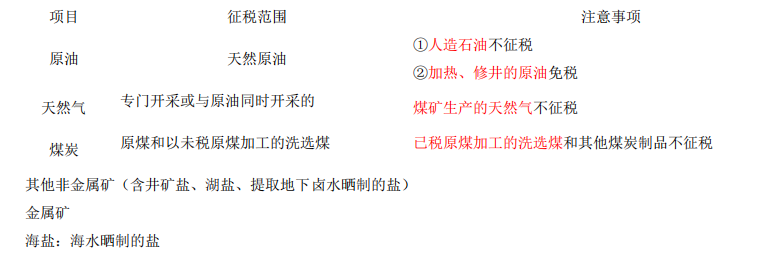 项目 征税范围 注意事项
原油 天然原油 ①人造石油不征税
②加热、修井的原油免税
天然气 专门开采或与原油同时开采的 煤矿生产的天然气不征税
煤炭 原煤和以未税原煤加工的洗选煤 已税原煤加工的洗选煤和其他煤炭制品不征税
其他非金属矿（含井矿盐、湖盐、提取地下卤水晒制的盐）
金属矿
海盐：海水晒制的盐